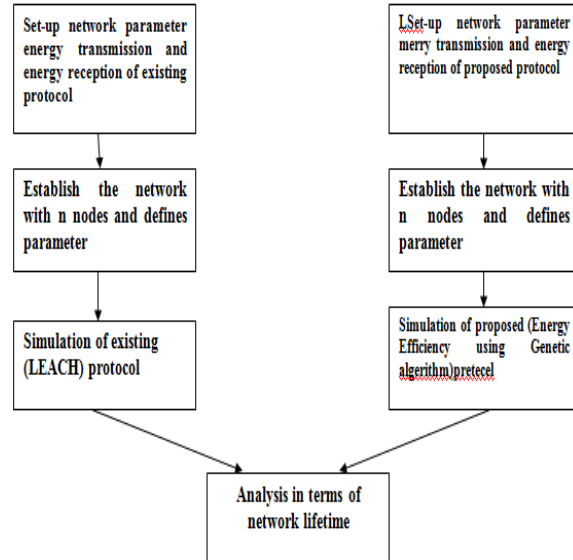 Set-up network parameter
energy transmission and
energy reception of existing
protocol
LSet-up network parameter
merry transmission and energy
reception of proposed protocol
Establish the network
with n nodes and defines
parameter
Establish the network with
n nodes and defines
parameter
Simulation of existing
(LEACH) protocol
Simulation of proposed (Energy
Efficiency using Genetic
algorithm)pretecel
Analysis in terms of
network lifetime